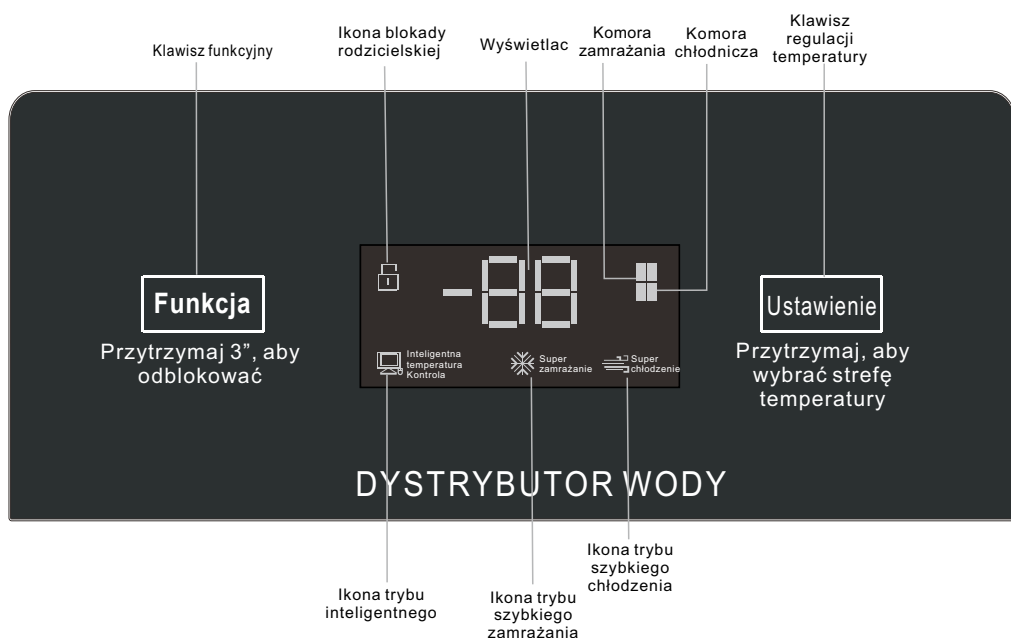 Klawisz funkcyjny
Ikona blokady
rodzicielskiej
Wyświetlac
Komora
zamrażania
Komora
chłodnicza
Klawisz
regulacji
temperatury
Funkcja
Przytrzymaj 3”, aby
odblokować
-88
Inteligentna
temperatura
Kontrola
Super
zamrażanie
Super
chłodzenie
Ustawienie
Przytrzymaj, aby
wybrać strefę
temperatury
DYSTRYBUTOR WODY
Ikona trybu
inteligentnego
Ikona trybu
szybkiego
zamrażania
Ikona trybu
szybkiego
chłodzenia